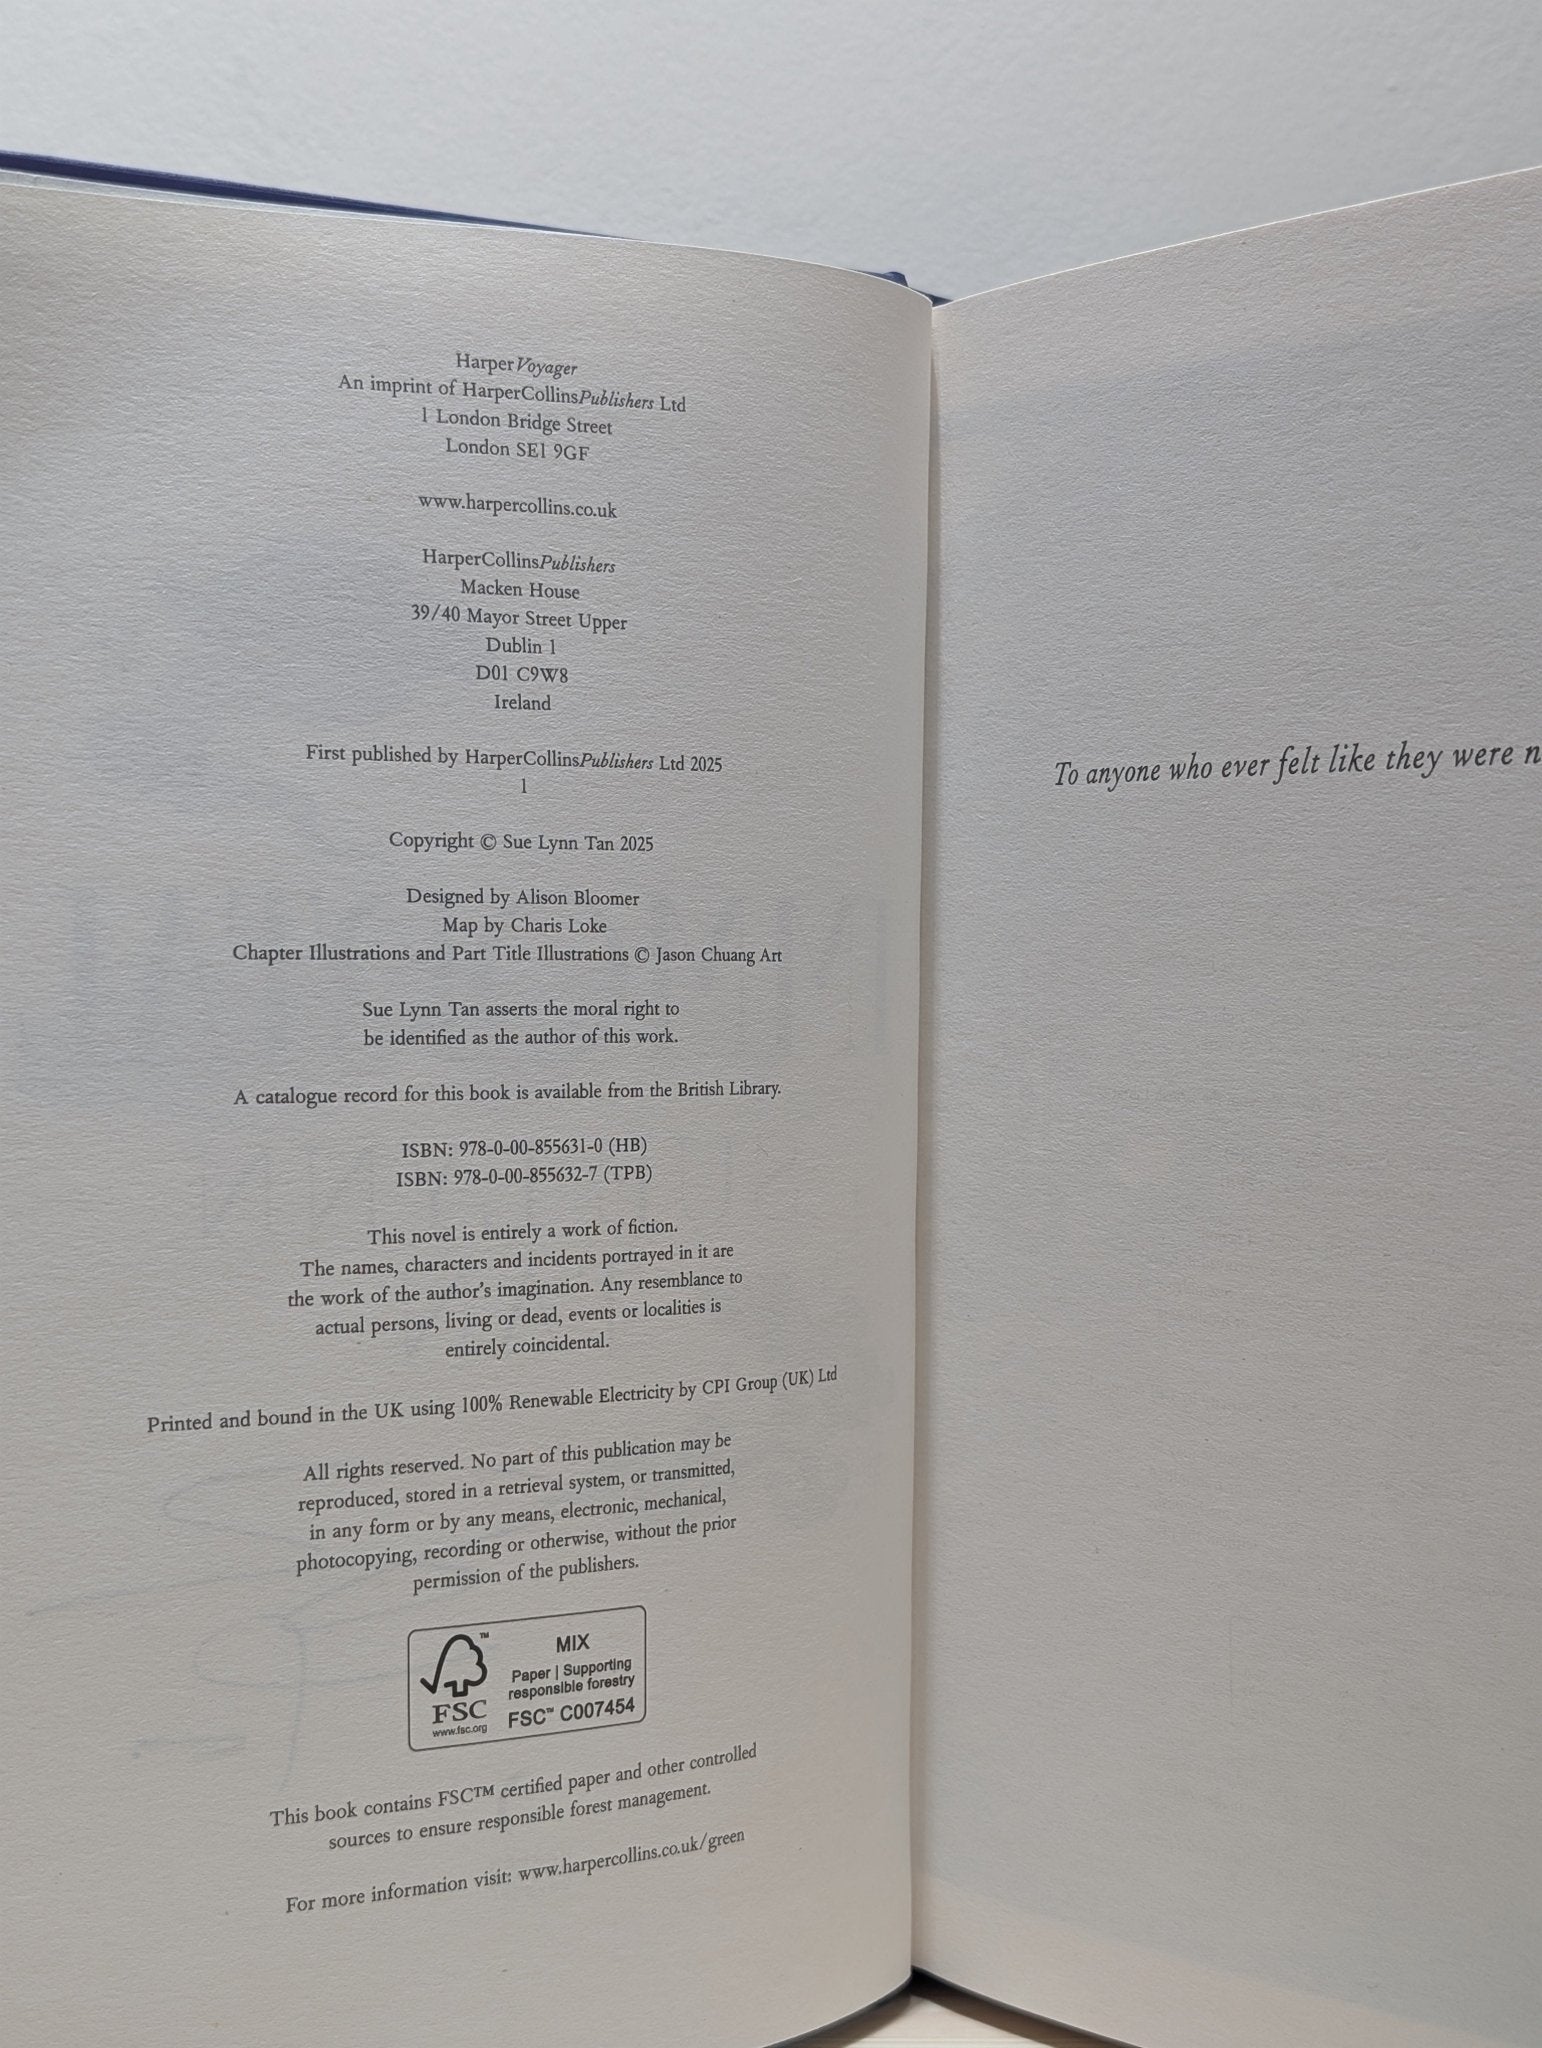 HarperVoyager
An imprint of HarperCollinsPublishers Ltd
1 London Bridge Street
London SE1 9GF
www.harpercollins.co.uk
HarperCollinsPublishers
Macken House
39/40 Mayor Street Upper
Dublin 1
D01 C9W8
Ireland
First published by HarperCollinsPublishers Ltd 2025
1
Copyright © Sue Lynn Tan 2025
Designed by Alison Bloomer
Map by Charis Loke
Chapter Illustrations and Part Title Illustrations © Jason Chuang Art
Sue Lynn Tan asserts the moral right to
be identified as the author of this work.
A catalogue record for this book is available from the British Library.
ISBN: 978-0-00-855631-0 (HB)
ISBN: 978-0-00-855632-7 (TPB)
This novel is entirely a work of fiction.
The names, characters and incidents portrayed in it are
the work of the author's imagination. Any resemblance to
actual persons, living or dead, events or localities is
entirely coincidental.
Printed and bound in the UK using 100% Renewable Electricity by CPI Group (UK) Ltd
All rights reserved. No part of this publication may be
reproduced, stored in a retrieval system, or transmitted,
in any form or by any means, electronic, mechanical,
photocopying, recording or otherwise, without the prior
permission of the publishers.
FSC
www.fsc.org
MIX
Paper | Supporting
responsible forestry
FSC™ C007454
This book contains FSC™ certified paper and other controlled
sources to ensure responsible forest management.
For more information visit: www.harpercollins.co.uk/green
To anyone who ever felt like they were